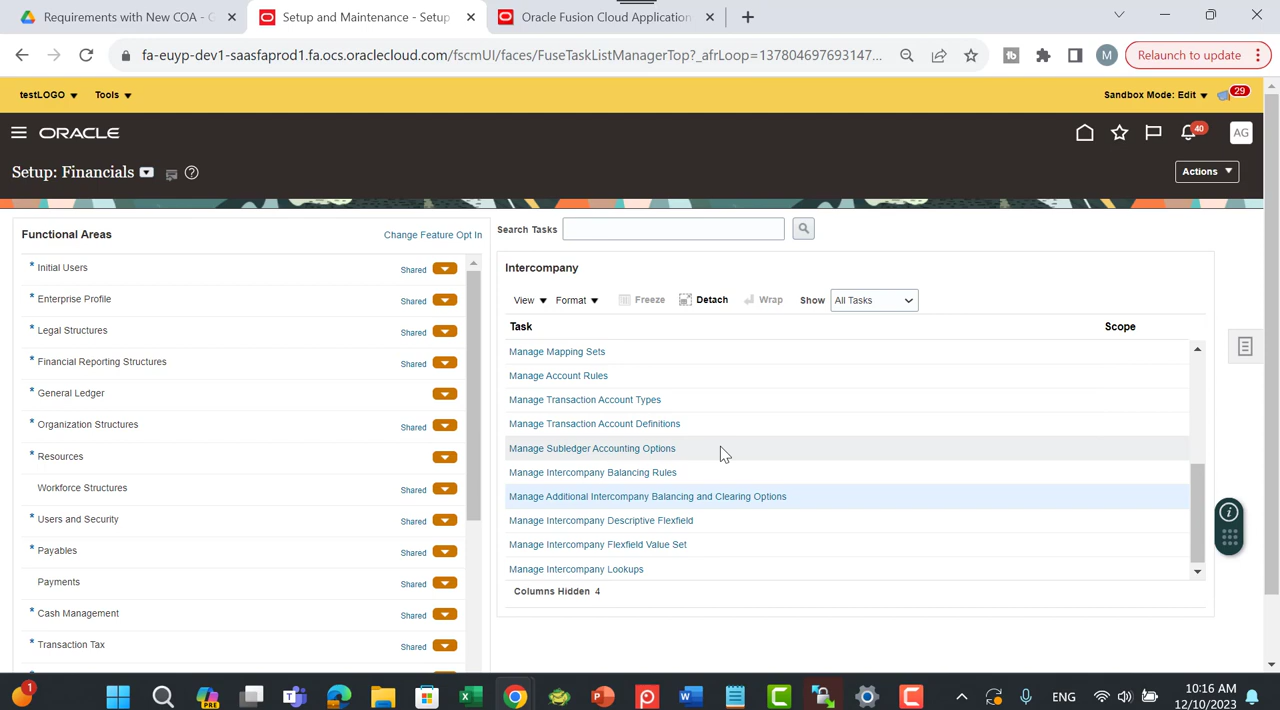 Requirements with New COA - G
Setup and Maintenance - Setup
Oracle Fusion Cloud Application
fa-euyp-dev1-saasfaprod1.fa.ocs.oraclecloud.com/fscmUI/faces/FuseTaskListManagerTop?_afrLoop=137804697693147...
M
Relaunch to update
testLOGO
Tools
Sandbox Mode: Edit
29
ORACLE
40
AG
Setup: Financials
Actions
Functional Areas
Change Feature Opt In
* Initial Users
Shared
* Enterprise Profile
Shared
* Legal Structures
Shared
* Financial Reporting Structures
Shared
* General Ledger
* Organization Structures
Shared
* Resources
Workforce Structures
Shared
* Users and Security
Shared
* Payables
Shared
Payments
Shared
* Cash Management
Shared
* Transaction Tax
Shared
Search Tasks
Intercompany
View
Format
Freeze
Detach
Wrap
Show
All Tasks
Task
Scope
Manage Mapping Sets
Manage Account Rules
Manage Transaction Account Types
Manage Transaction Account Definitions
Manage Subledger Accounting Options
Manage Intercompany Balancing Rules
Manage Additional Intercompany Balancing and Clearing Options
Manage Intercompany Descriptive Flexfield
Manage Intercompany Flexfield Value Set
Manage Intercompany Lookups
Columns Hidden 4
1
PRE
ENG
10:16 AM
12/10/2023